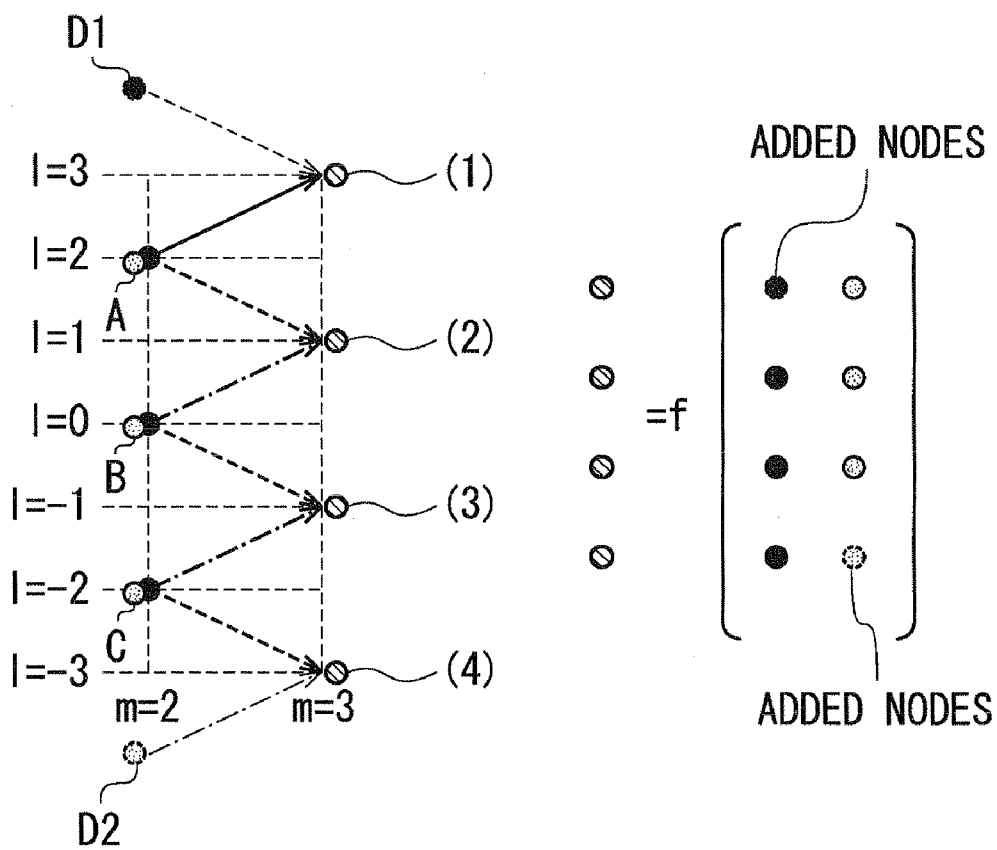 D1
ADDED NODES
l=3
(1)
l=2
A
l=1
(2)
l=0
=f
B
l=-1
(3)
l=-2
C
l=-3
(4)
m=2
m=3
ADDED NODES
D2